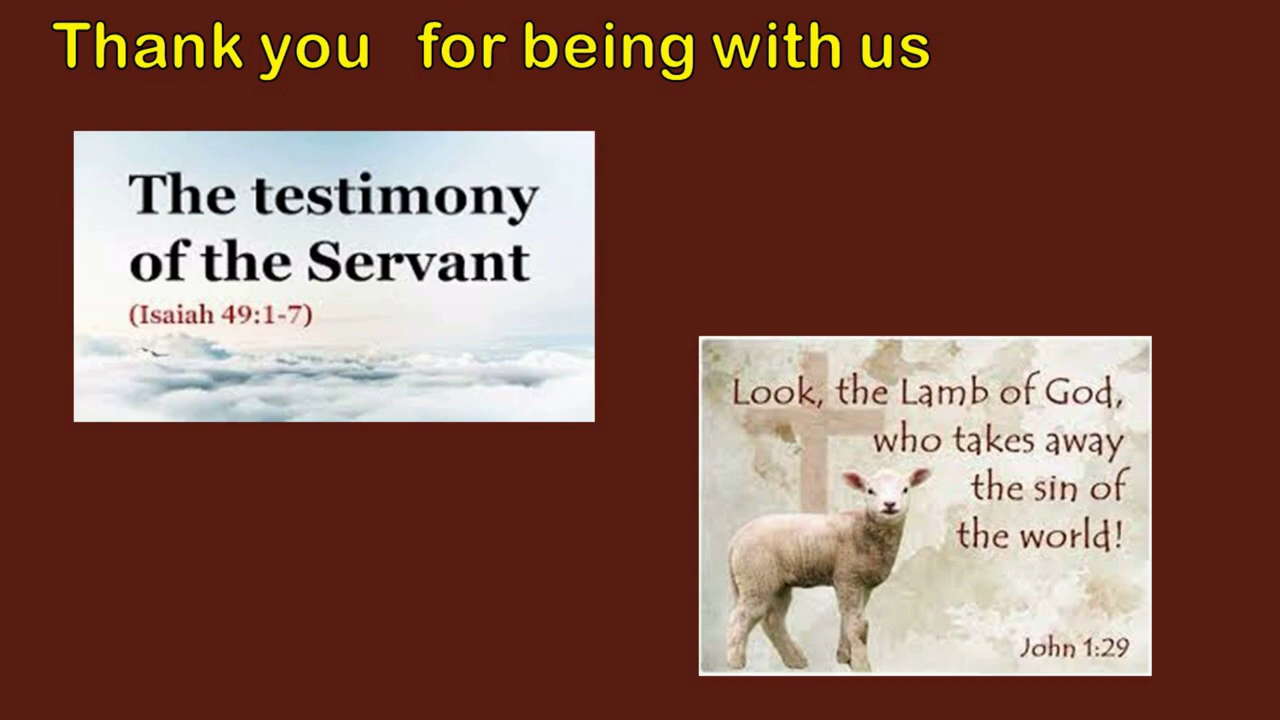 Thank you for being with us
The testimony
of the Servant
(Isaiah 49:1-7)
Look, the Lamb of God,
who takes away
the sin of
the world!
John 1:29